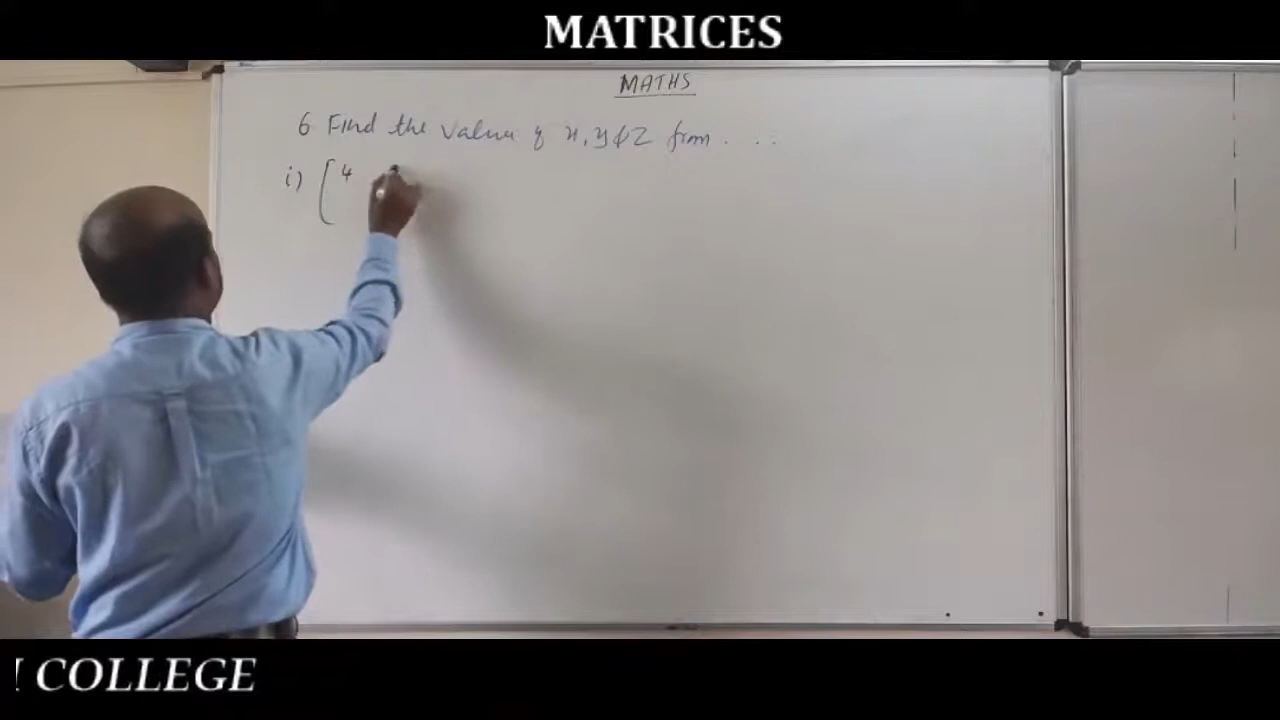 MATRICES
MATHS
6 Find the value of x, y & z from . . .
i) [ 4
COLLEGE